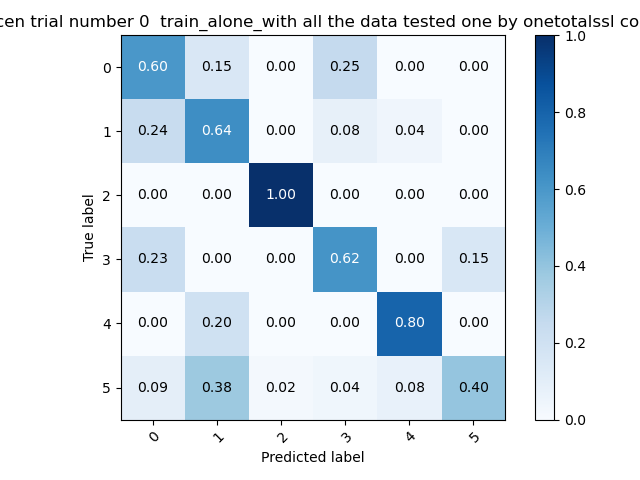 cen trial number 0 train_alone_with all the data tested one by onetotalssl co
0 0.60 0.15 0.00 0.25 0.00 0.00
1 0.24 0.64 0.00 0.08 0.04 0.00
2 0.00 0.00 1.00 0.00 0.00 0.00
3 0.23 0.00 0.00 0.62 0.00 0.15
4 0.00 0.20 0.00 0.00 0.80 0.00
5 0.09 0.38 0.02 0.04 0.08 0.40
0 1 2 3 4 5
True label
Predicted label
1.0
0.8
0.6
0.4
0.2
0.0